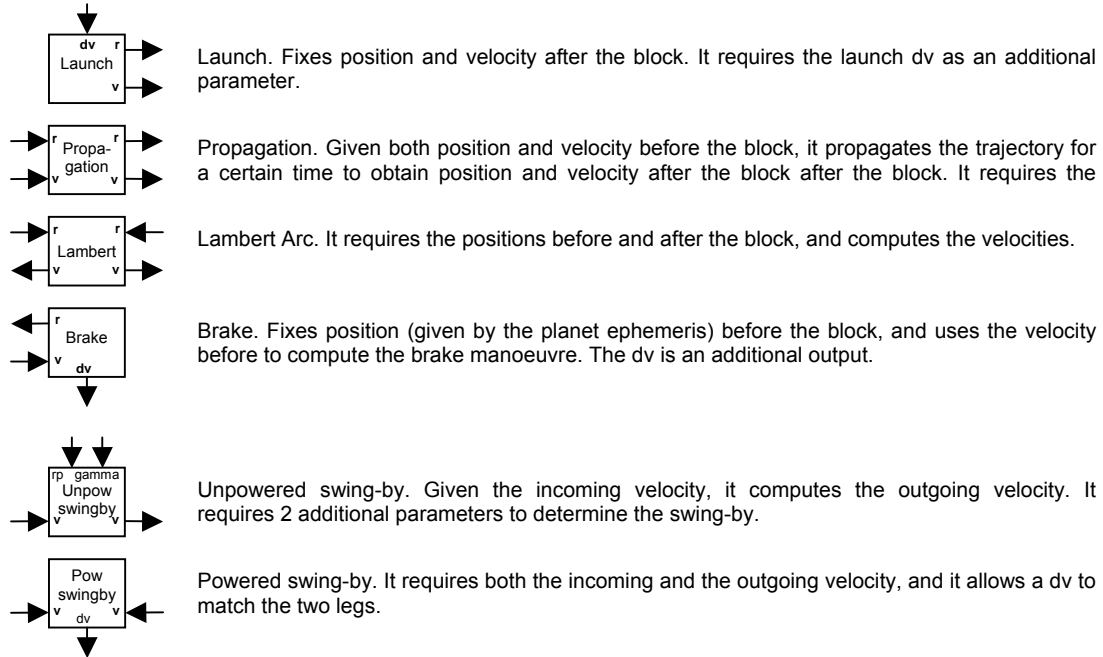 dv r
Launch
v
Launch. Fixes position and velocity after the block. It requires the launch dv as an additional
parameter.
r r
Propa-
gation
v v
Propagation. Given both position and velocity before the block, it propagates the trajectory for
a certain time to obtain position and velocity after the block after the block. It requires the
r r
Lambert
v v
Lambert Arc. It requires the positions before and after the block, and computes the velocities.
r
Brake
v
dv
Brake. Fixes position (given by the planet ephemeris) before the block, and uses the velocity
before to compute the brake manoeuvre. The dv is an additional output.
rp gamma
Unpow
swingby
v v
Unpowered swing-by. Given the incoming velocity, it computes the outgoing velocity. It
requires 2 additional parameters to determine the swing-by.
Pow
swingby
v v
dv
Powered swing-by. It requires both the incoming and the outgoing velocity, and it allows a dv to
match the two legs.